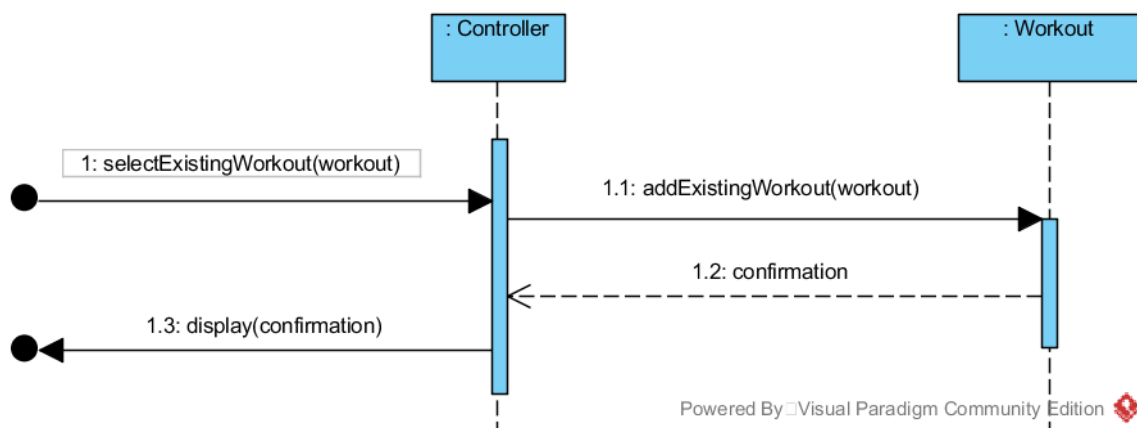 : Controller
: Workout
1: selectExistingWorkout(workout)
1.1: addExistingWorkout(workout)
1.2: confirmation
1.3: display(confirmation)
Powered By Visual Paradigm Community Edition